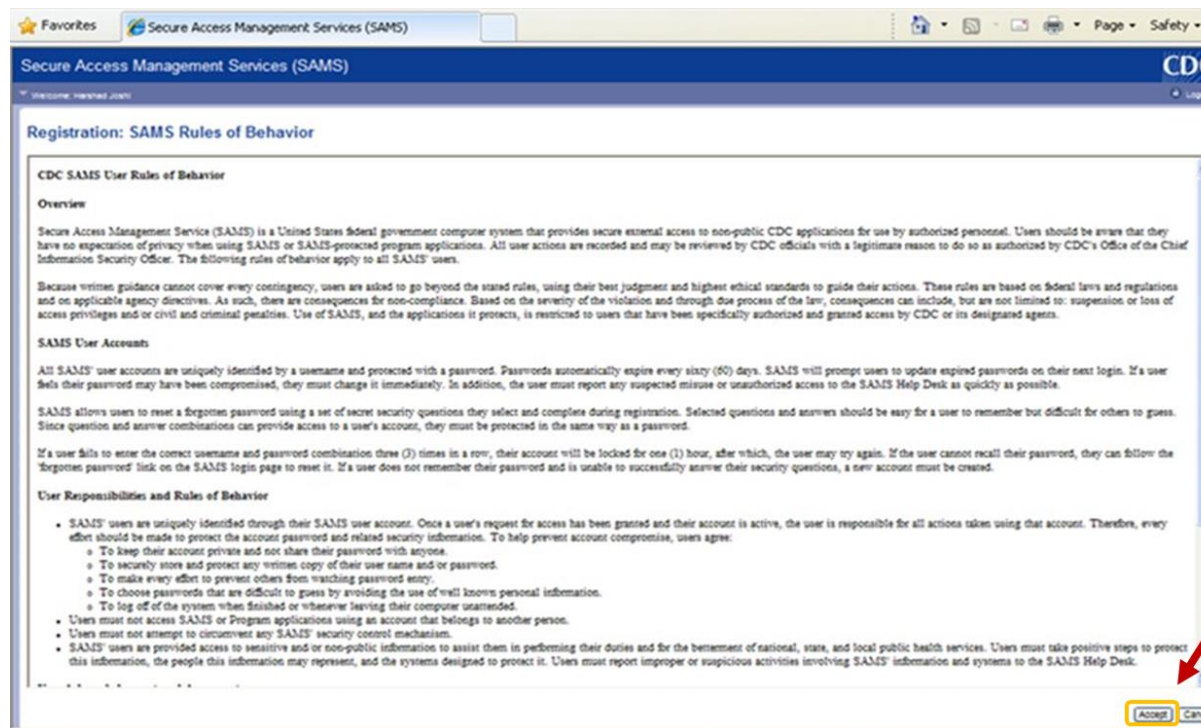 Favorites
Secure Access Management Services (SAMS)
Page
Safety
Secure Access Management Services (SAMS)
CDC
Welcome: Harshad Joshi
Log
Registration: SAMS Rules of Behavior
CDC SAMS User Rules of Behavior
Overview
Secure Access Management Service (SAMS) is a United States federal government computer system that provides secure external access to non-public CDC applications for use by authorized personnel. Users should be aware that they
have no expectation of privacy when using SAMS or SAMS-protected program applications. All user actions are recorded and may be reviewed by CDC officials with a legitimate reason to do so as authorized by CDC's Office of the Chief
Information Security Officer. The following rules of behavior apply to all SAMS' users.
Because written guidance cannot cover every contingency, users are asked to go beyond the stated rules, using their best judgment and highest ethical standards to guide their actions. These rules are based on federal laws and regulations
and on applicable agency directives. As such, there are consequences for non-compliance. Based on the severity of the violation and through due process of the law, consequences can include, but are not limited to: suspension or loss of
access privileges and/or civil and criminal penalties. Use of SAMS, and the applications it protects, is restricted to users that have been specifically authorized and granted access by CDC or its designated agents.
SAMS User Accounts
All SAMS' user accounts are uniquely identified by a username and protected with a password. Passwords automatically expire every sixty (60) days. SAMS will prompt users to update expired passwords on their next login. If a user
feels their password may have been compromised, they must change it immediately. In addition, the user must report any suspected misuse or unauthorized access to the SAMS Help Desk as quickly as possible.
SAMS allows users to reset a forgotten password using a set of secret security questions they select and complete during registration. Selected questions and answers should be easy for a user to remember but difficult for others to guess.
Since question and answer combinations can provide access to a user's account, they must be protected in the same way as a password.
If a user fails to enter the correct username and password combination three (3) times in a row, their account will be locked for one (1) hour, after which, the user may try again. If the user cannot recall their password, they can follow the
'forgotten password' link on the SAMS login page to reset it. If a user does not remember their password and is unable to successfully answer their security questions, a new account must be created.
User Responsibilities and Rules of Behavior
• SAMS' users are uniquely identified through their SAMS user account. Once a user's request for access has been granted and their account is active, the user is responsible for all actions taken using that account. Therefore, every
effort should be made to protect the account password and related security information. To help prevent account compromise, users agree:
o To keep their account private and not share their password with anyone.
o To securely store and protect any written copy of their user name and/or password.
o To make every effort to prevent others from watching password entry.
o To choose passwords that are difficult to guess by avoiding the use of well known personal information.
o To log off of the system when finished or whenever leaving their computer unattended.
• Users must not access SAMS or Program applications using an account that belongs to another person.
• Users must not attempt to circumvent any SAMS' security control mechanism.
• SAMS' users are provided access to sensitive and/or non-public information to assist them in performing their duties and for the betterment of national, state, and local public health services. Users must take positive steps to protect
this information, the people this information may represent, and the systems designed to protect it. Users must report improper or suspicious activities involving SAMS' information and systems to the SAMS Help Desk.
Accept
Can